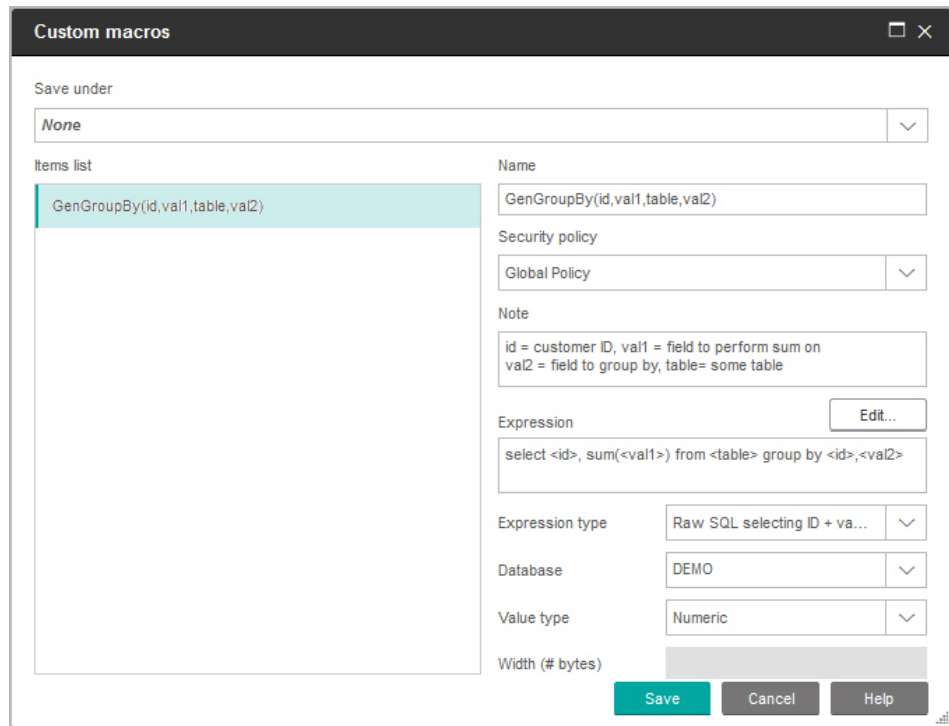 Custom macros
Save under
None
Items list
GenGroupBy(id,val1,table,val2)
Name
GenGroupBy(id,val1,table,val2)
Security policy
Global Policy
Note
id = customer ID, val1 = field to perform sum on
val2 = field to group by, table= some table
Edit...
Expression
select <id>, sum(<val1>) from <table> group by <id>,<val2>
Expression type
Raw SQL selecting ID + va...
Database
DEMO
Value type
Numeric
Width (# bytes)
Save
Cancel
Help